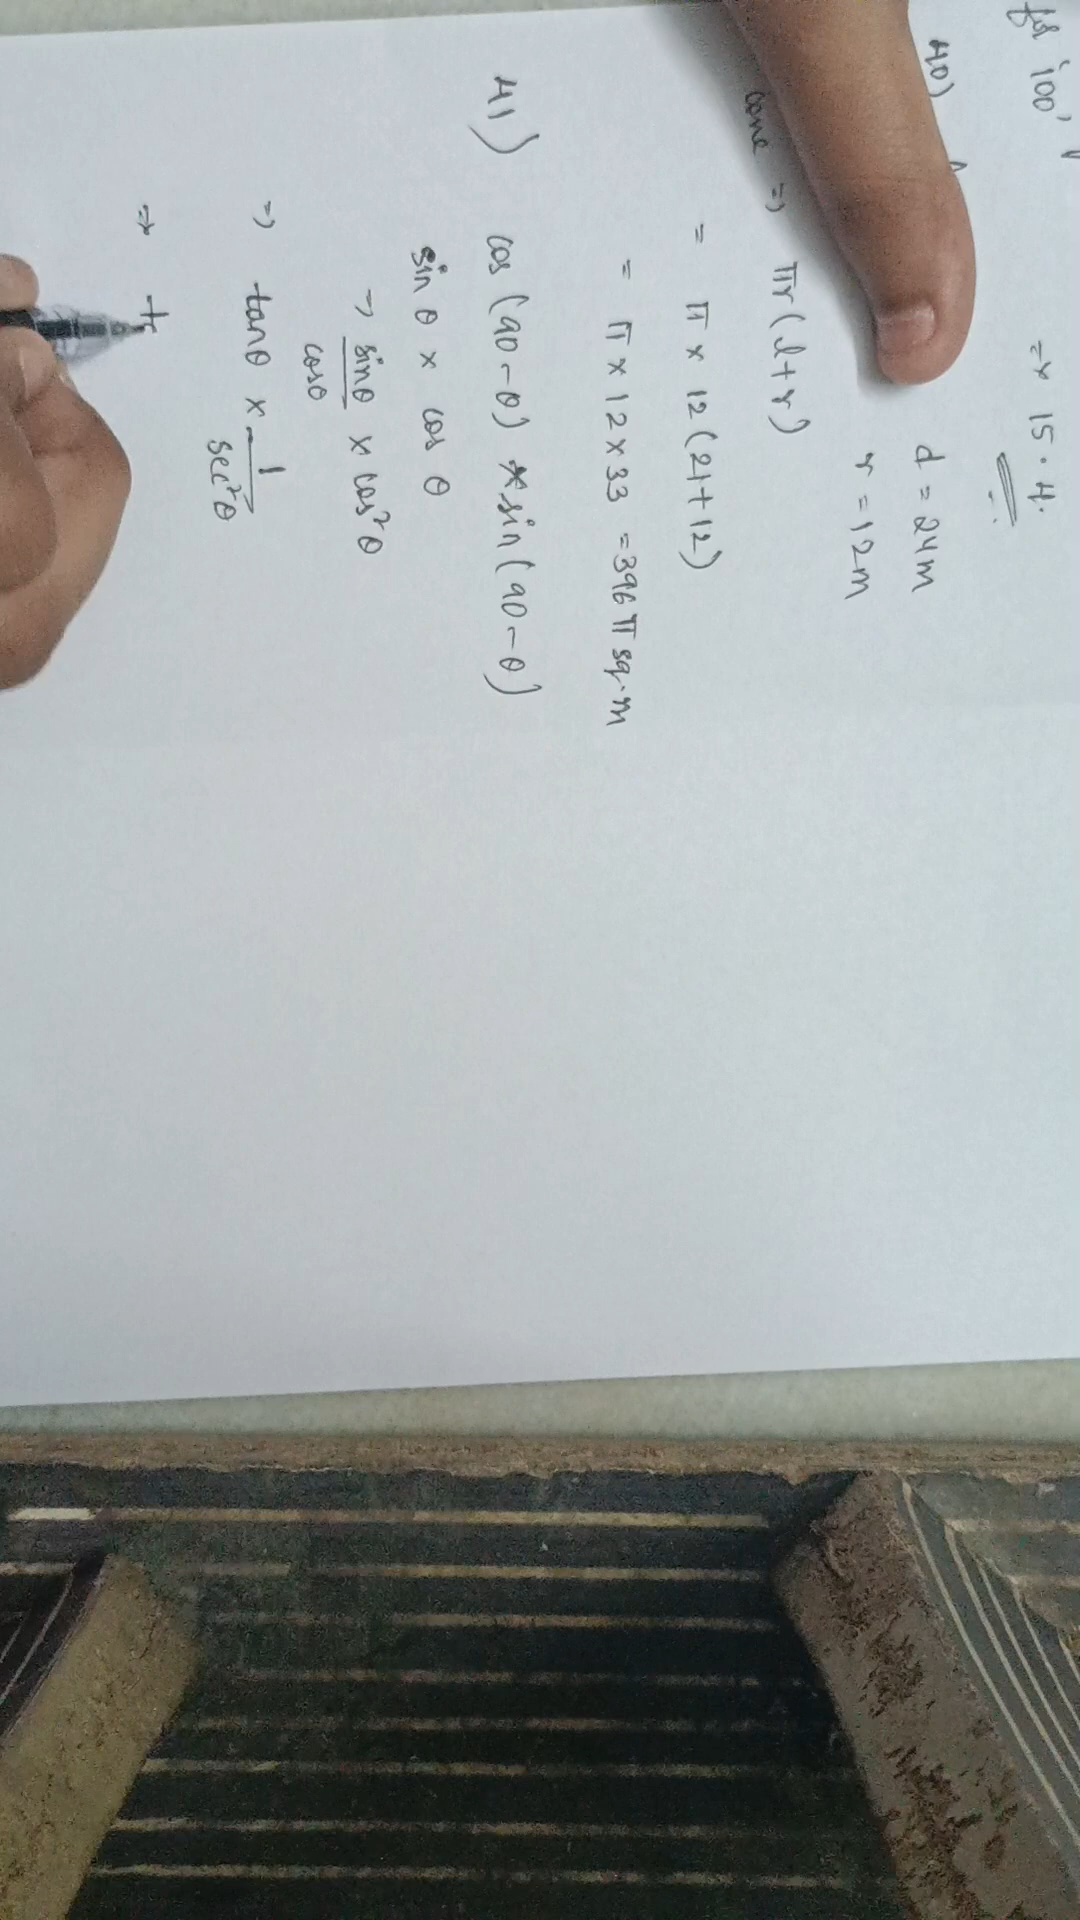 for 100,
=> 15.4.
40)
d = 24m
r = 12m
cone => πr(l+r)
= π × 12 (21+12)
= π × 12 × 33 = 396 π sq.m
41) cos (90-θ) × sin (90-θ)
sin θ × cos θ
=> sinθ/cosθ × cos²θ
=> tanθ × 1/sec²θ
=> t